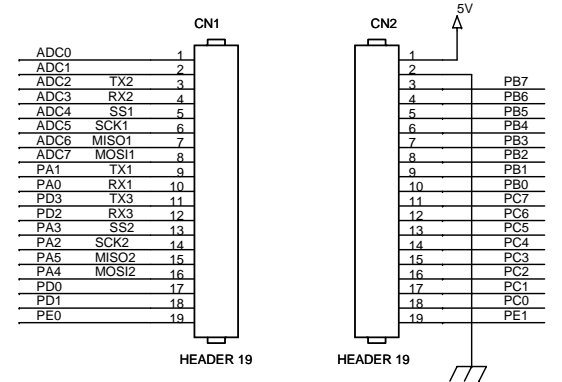 5V
CN1 CN2
ADC0 1 1
ADC1 2 2
ADC2 TX2 3 3 PB7
ADC3 RX2 4 4 PB6
ADC4 SS1 5 5 PB5
ADC5 SCK1 6 6 PB4
ADC6 MISO1 7 7 PB3
ADC7 MOSI1 8 8 PB2
PA1 TX1 9 9 PB1
PA0 RX1 10 10 PB0
PD3 TX3 11 11 PC7
PD2 RX3 12 12 PC6
PA3 SS2 13 13 PC5
PA2 SCK2 14 14 PC4
PA5 MISO2 15 15 PC3
PA4 MOSI2 16 16 PC2
PD0 17 17 PC1
PD1 18 18 PC0
PE0 19 19 PE1
HEADER 19 HEADER 19